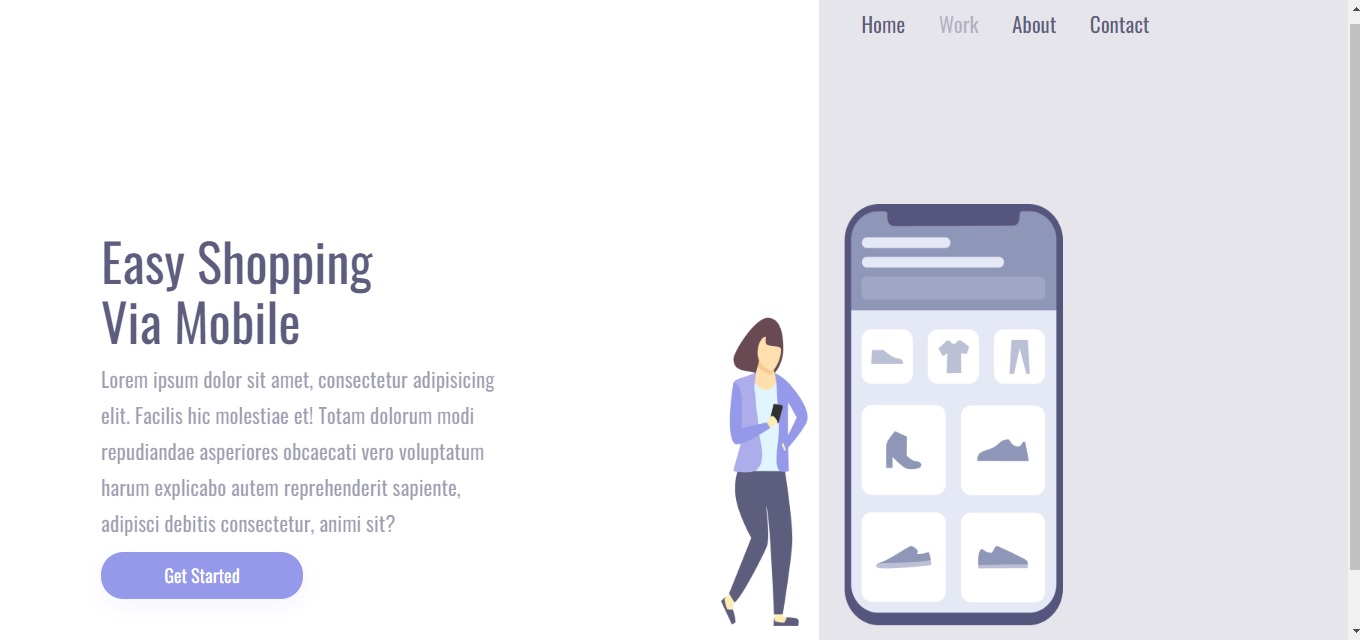 Home Work About Contact
Easy Shopping
Via Mobile
Lorem ipsum dolor sit amet, consectetur adipisicing
elit. Facilis hic molestiae et! Totam dolorum modi
repudiandae asperiores obcaecati vero voluptatum
harum explicabo autem reprehenderit sapiente,
adipisci debitis consectetur, animi sit?
Get Started